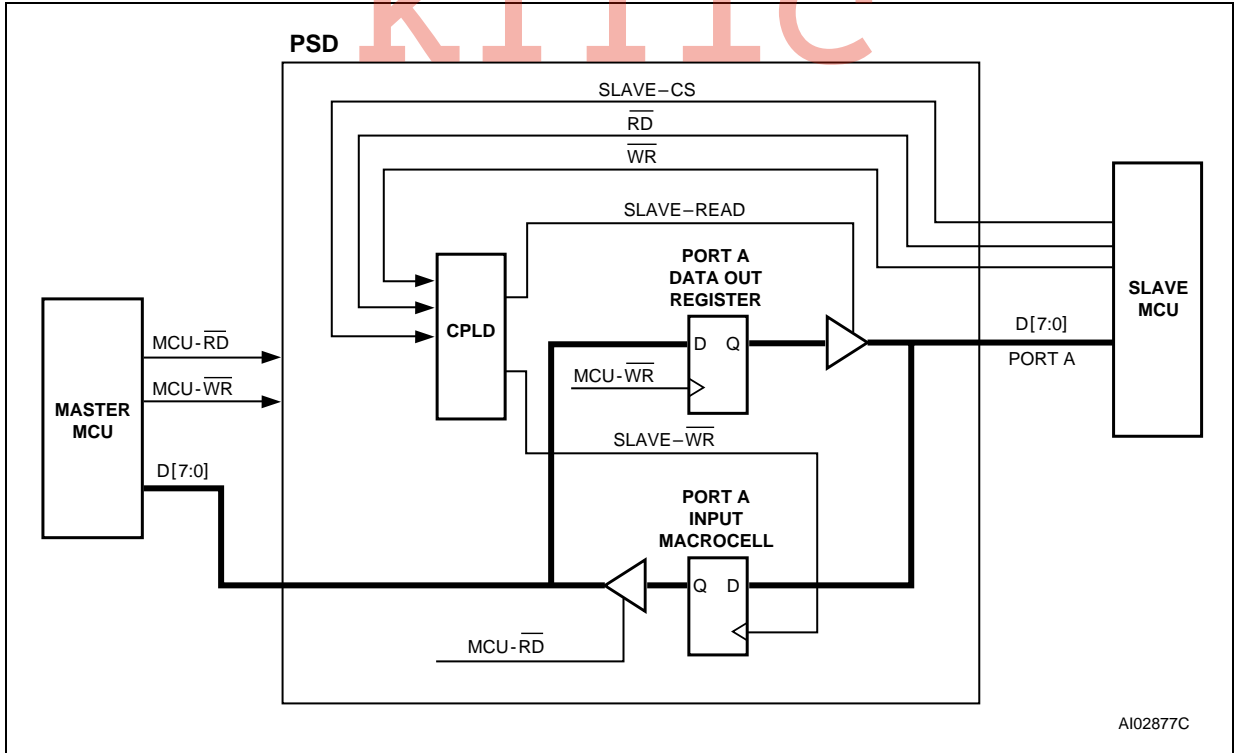 KIIIC
PSD
SLAVE–CS
RD
WR
SLAVE–READ
PORT A
DATA OUT
REGISTER
D Q
MCU-WR
CPLD
SLAVE
MCU
D[7:0]
PORT A
MCU-RD
MCU-WR
MASTER
MCU
D[7:0]
SLAVE–WR
PORT A
INPUT
MACROCELL
Q D
MCU-RD
AI02877C